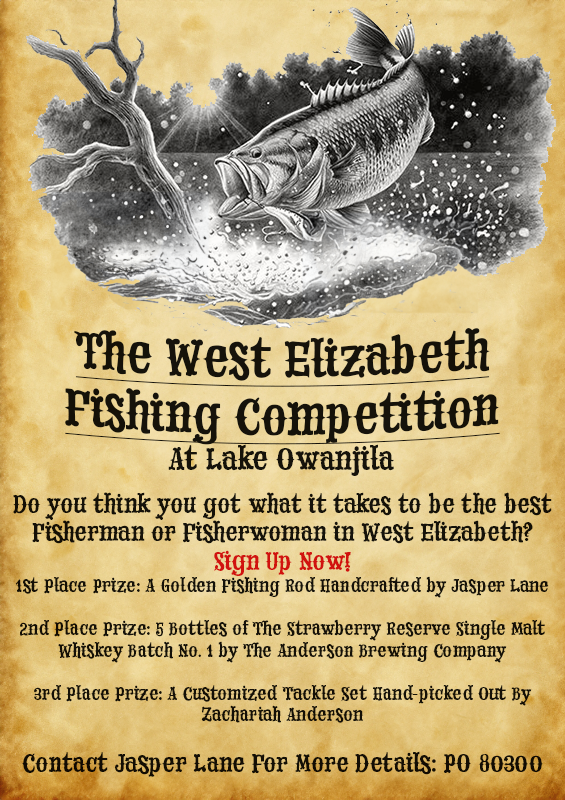 The West Elizabeth
Fishing Competition
At Lake Owanjila
Do you think you got what it takes to be the best
Fisherman or Fisherwoman in West Elizabeth?
Sign Up Now!
1st Place Prize: A Golden Fishing Rod Handcrafted by Jasper Lane
2nd Place Prize: 5 Bottles of The Strawberry Reserve Single Malt
Whiskey Batch No. 1 by The Anderson Brewing Company
3rd Place Prize: A Customized Tackle Set Hand-picked Out By
Zachariah Anderson
Contact Jasper Lane For More Details: PO 80300